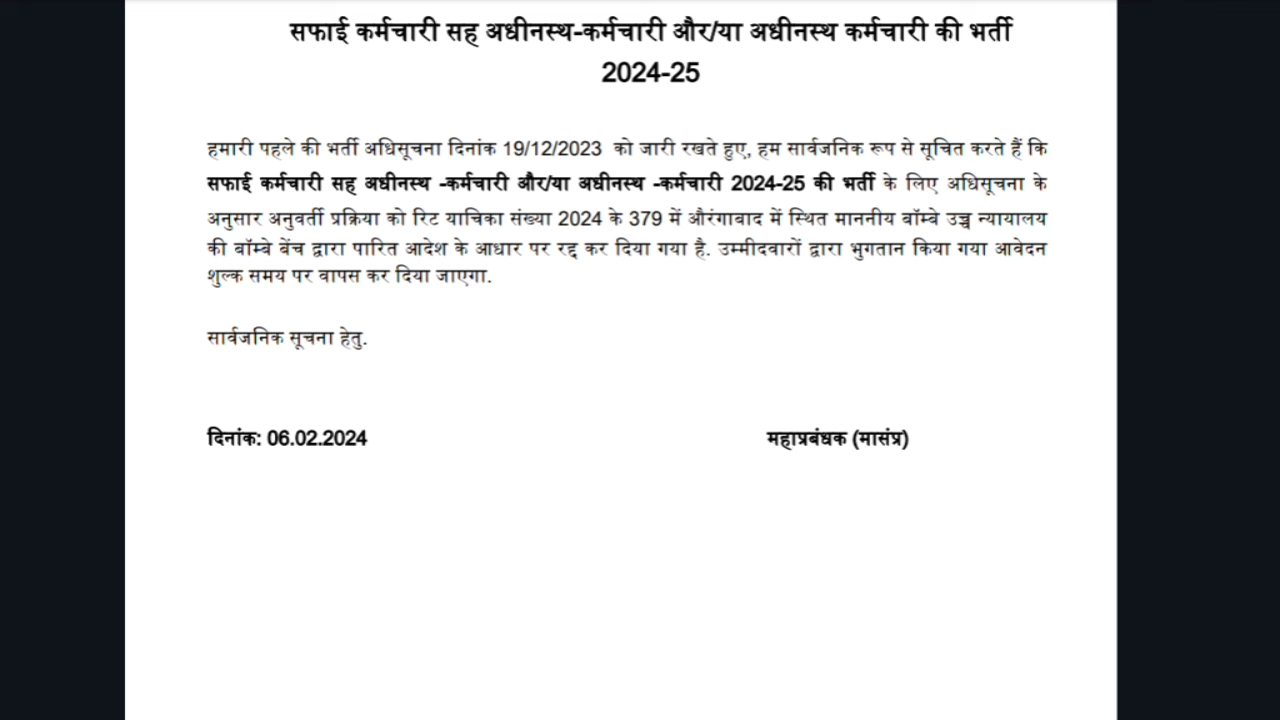 सफाई कर्मचारी सह अधीनस्थ-कर्मचारी और/या अधीनस्थ कर्मचारी की भर्ती
2024-25
हमारी पहले की भर्ती अधिसूचना दिनांक 19/12/2023 को जारी रखते हुए, हम सार्वजनिक रूप से सूचित करते हैं कि
सफाई कर्मचारी सह अधीनस्थ -कर्मचारी और/या अधीनस्थ -कर्मचारी 2024-25 की भर्ती के लिए अधिसूचना के
अनुसार अनुवर्ती प्रक्रिया को रिट याचिका संख्या 2024 के 379 में औरंगाबाद में स्थित माननीय बॉम्बे उच्च न्यायालय
की बॉम्बे बेंच द्वारा पारित आदेश के आधार पर रद्द कर दिया गया है. उम्मीदवारों द्वारा भुगतान किया गया आवेदन
शुल्क समय पर वापस कर दिया जाएगा.
सार्वजनिक सूचना हेतु.
दिनांक: 06.02.2024 महाप्रबंधक (मासंप्र)